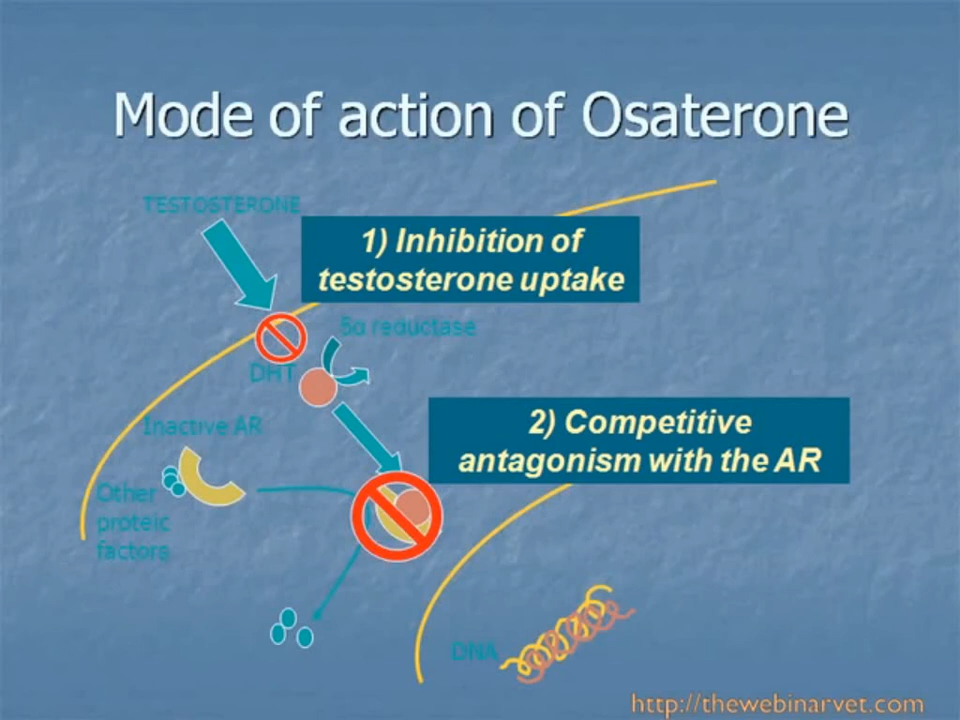 Mode of action of Osaterone
TESTOSTERONE
1) Inhibition of
testosterone uptake
5α reductase
DHT
Inactive AR
2) Competitive
antagonism with the AR
Other
proteic
factors
DNA
http://thewebinarvet.com